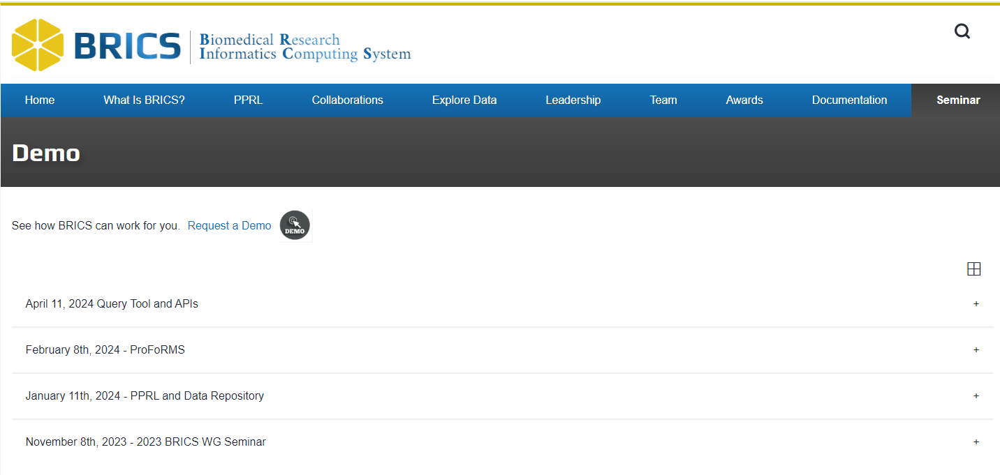 BRICS
Biomedical Research
Informatics Computing System
Home What Is BRICS? PPRL Collaborations Explore Data Leadership Team Awards Documentation Seminar
Demo
See how BRICS can work for you. Request a Demo DEMO
April 11, 2024 Query Tool and APIs +
February 8th, 2024 - ProFoRMS +
January 11th, 2024 - PPRL and Data Repository +
November 8th, 2023 - 2023 BRICS WG Seminar +